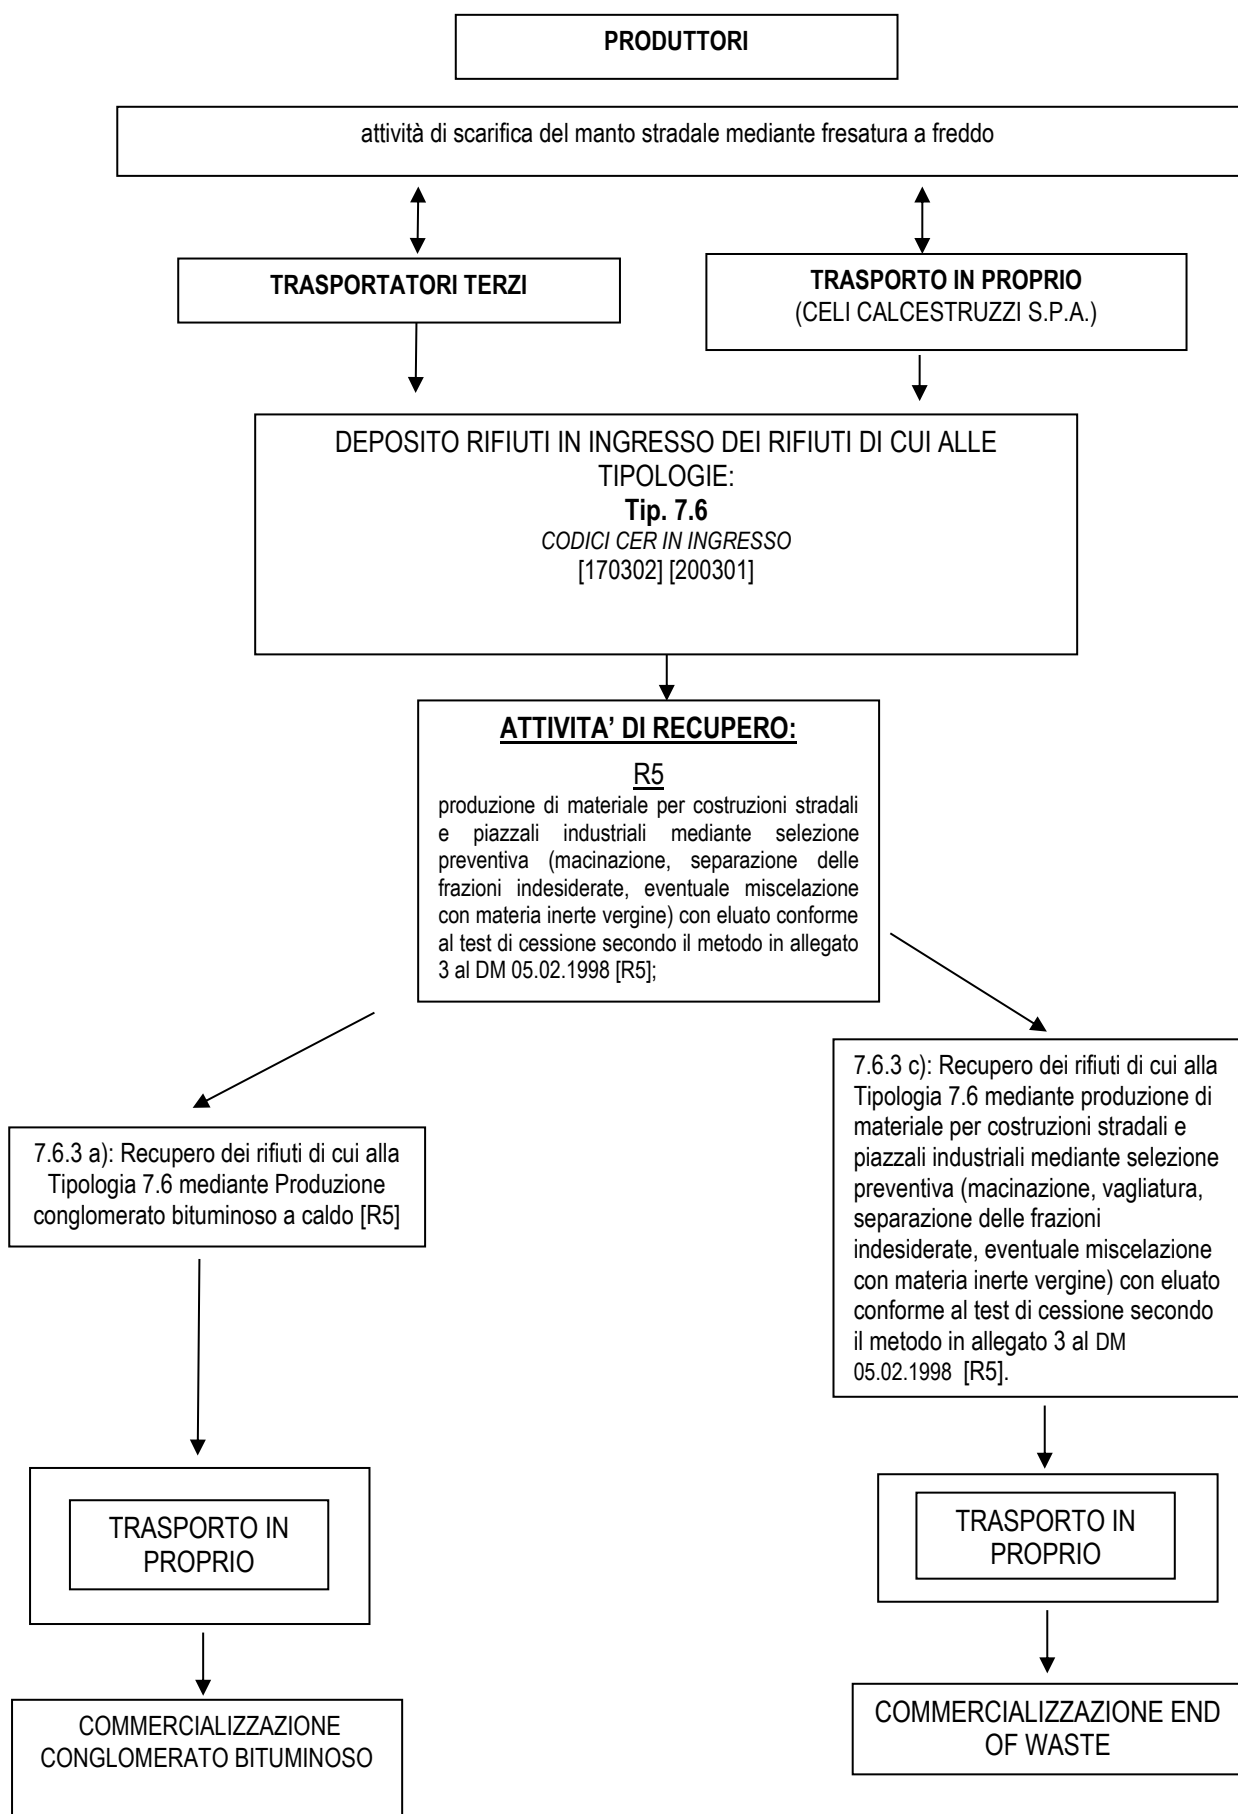 PRODUTTORI
attività di scarifica del manto stradale mediante fresatura a freddo
TRASPORTATORI TERZI
TRASPORTO IN PROPRIO
(CELI CALCESTRUZZI S.P.A.)
DEPOSITO RIFIUTI IN INGRESSO DEI RIFIUTI DI CUI ALLE
TIPOLOGIE:
Tip. 7.6
CODICI CER IN INGRESSO
[170302] [200301]
ATTIVITA’ DI RECUPERO:
R5
produzione di materiale per costruzioni stradali
e piazzali industriali mediante selezione
preventiva (macinazione, separazione delle
frazioni indesiderate, eventuale miscelazione
con materia inerte vergine) con eluato conforme
al test di cessione secondo il metodo in allegato
3 al DM 05.02.1998 [R5];
7.6.3 a): Recupero dei rifiuti di cui alla
Tipologia 7.6 mediante Produzione
conglomerato bituminoso a caldo [R5]
7.6.3 c): Recupero dei rifiuti di cui alla
Tipologia 7.6 mediante produzione di
materiale per costruzioni stradali e
piazzali industriali mediante selezione
preventiva (macinazione, vagliatura,
separazione delle frazioni
indesiderate, eventuale miscelazione
con materia inerte vergine) con eluato
conforme al test di cessione secondo
il metodo in allegato 3 al DM
05.02.1998 [R5].
TRASPORTO IN
PROPRIO
TRASPORTO IN
PROPRIO
COMMERCIALIZZAZIONE
CONGLOMERATO BITUMINOSO
COMMERCIALIZZAZIONE END
OF WASTE